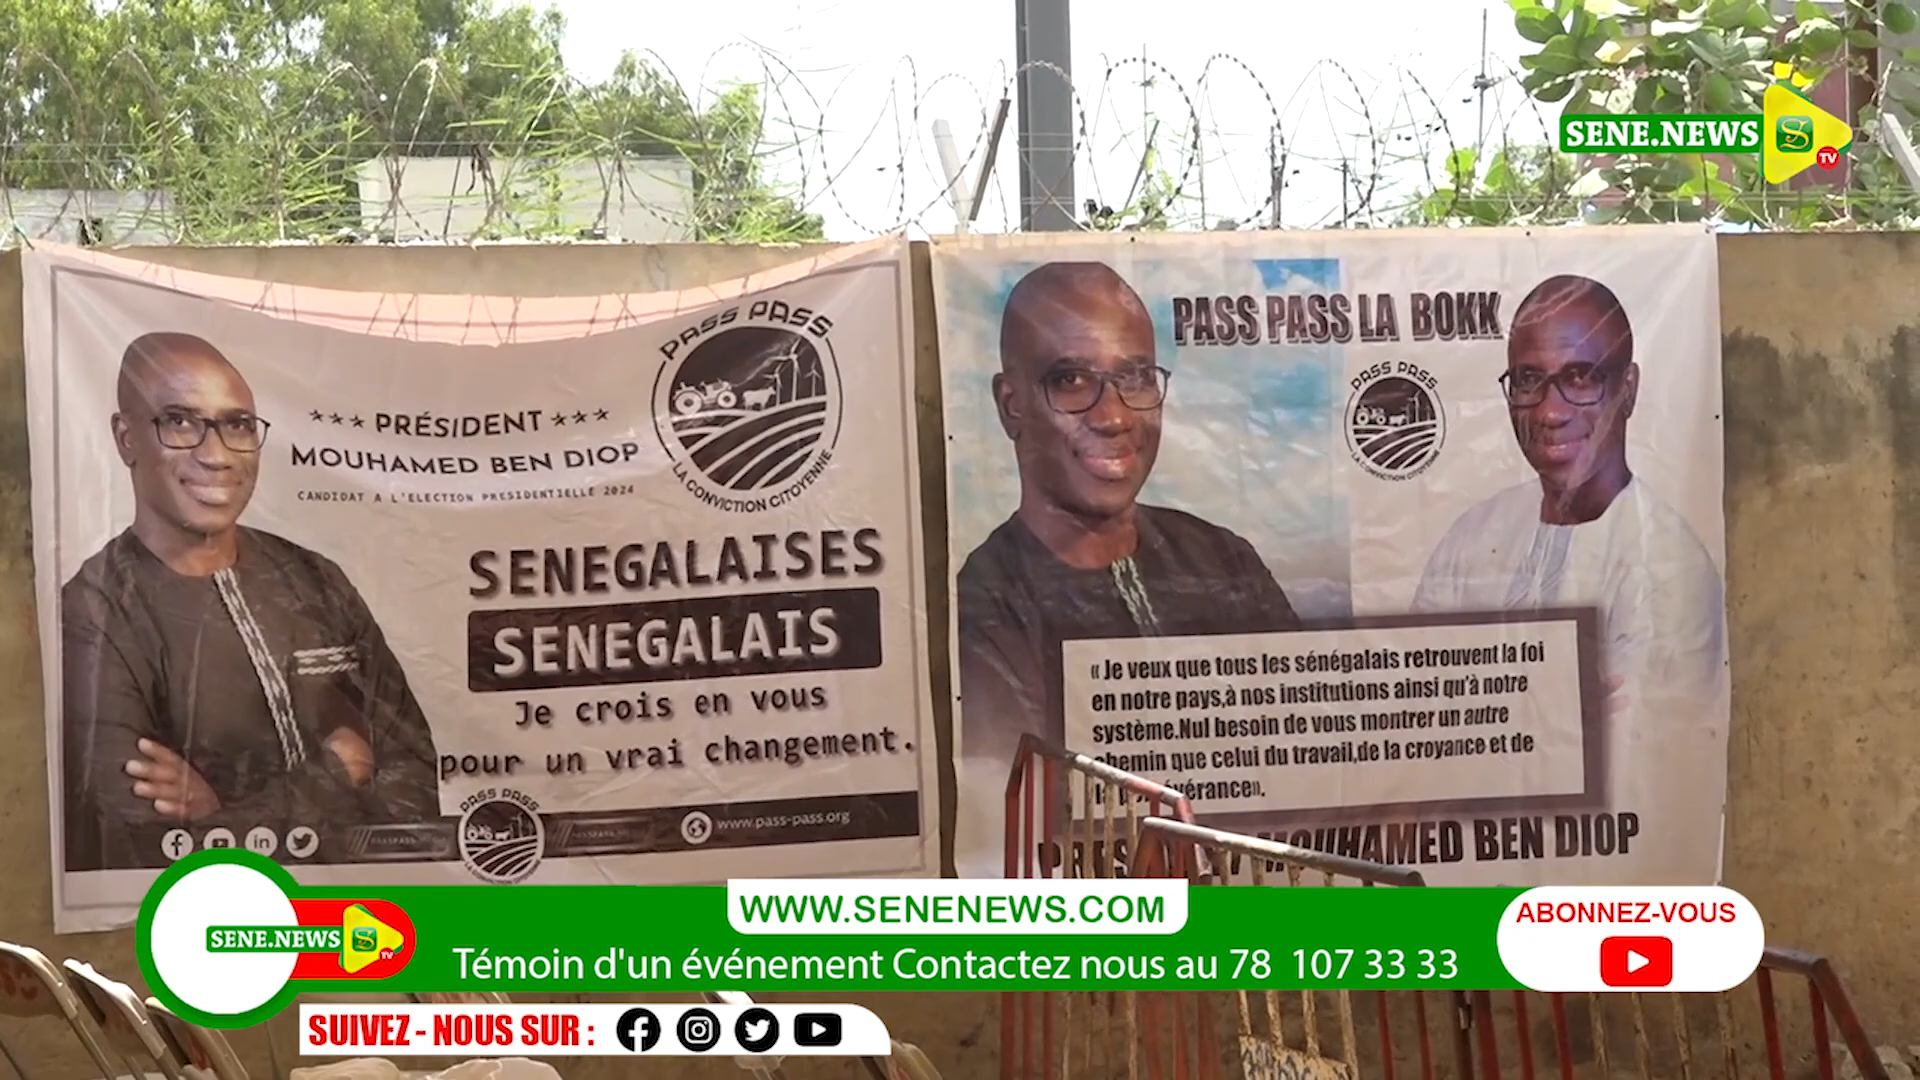 SENE.NEWS
S
TV
★★★ PRÉSIDENT ★★★
MOUHAMED BEN DIOP
CANDIDAT A L'ELECTION PRESIDENTIELLE 2024
PASS PASS
LA CONVICTION CITOYENNE
SENEGALAISES
SENEGALAIS
Je crois en vous
pour un vrai changement.
PASS PASS
www.pass-pass.org
PASS PASS LA BOKK
PASS PASS
LA CONVICTION CITOYENNE
« Je veux que tous les sénégalais retrouvent la foi
en notre pays,à nos institutions ainsi qu'à notre
système.Nul besoin de vous montrer un autre
chemin que celui du travail,de la croyance et de
la
MOUHAMED BEN DIOP
WWW.SENENEWS.COM
SENE.NEWS
S
TV
Témoin d'un événement Contactez nous au 78 107 33 33
ABONNEZ-VOUS
SUIVEZ - NOUS SUR :